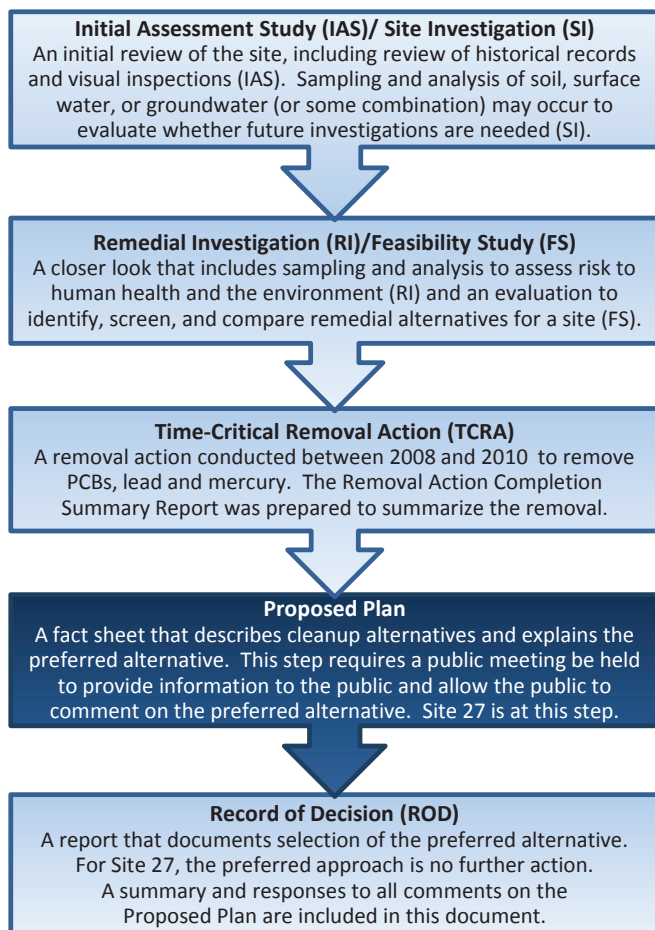 Initial Assessment Study (IAS)/ Site Investigation (SI)
An initial review of the site, including review of historical records
and visual inspections (IAS).  Sampling and analysis of soil, surface
water, or groundwater (or some combination) may occur to
evaluate whether future investigations are needed (SI).
Remedial Investigation (RI)/Feasibility Study (FS)
A closer look that includes sampling and analysis to assess risk to
human health and the environment (RI) and an evaluation to
identify, screen, and compare remedial alternatives for a site (FS).
Time-Critical Removal Action (TCRA)
A removal action conducted between 2008 and 2010  to remove
PCBs, lead and mercury.  The Removal Action Completion
Summary Report was prepared to summarize the removal.
Proposed Plan
A fact sheet that describes cleanup alternatives and explains the
preferred alternative.  This step requires a public meeting be held
to provide information to the public and allow the public to
comment on the preferred alternative.  Site 27 is at this step.
Record of Decision (ROD)
A report that documents selection of the preferred alternative.
For Site 27, the preferred approach is no further action.
A summary and responses to all comments on the
Proposed Plan are included in this document.